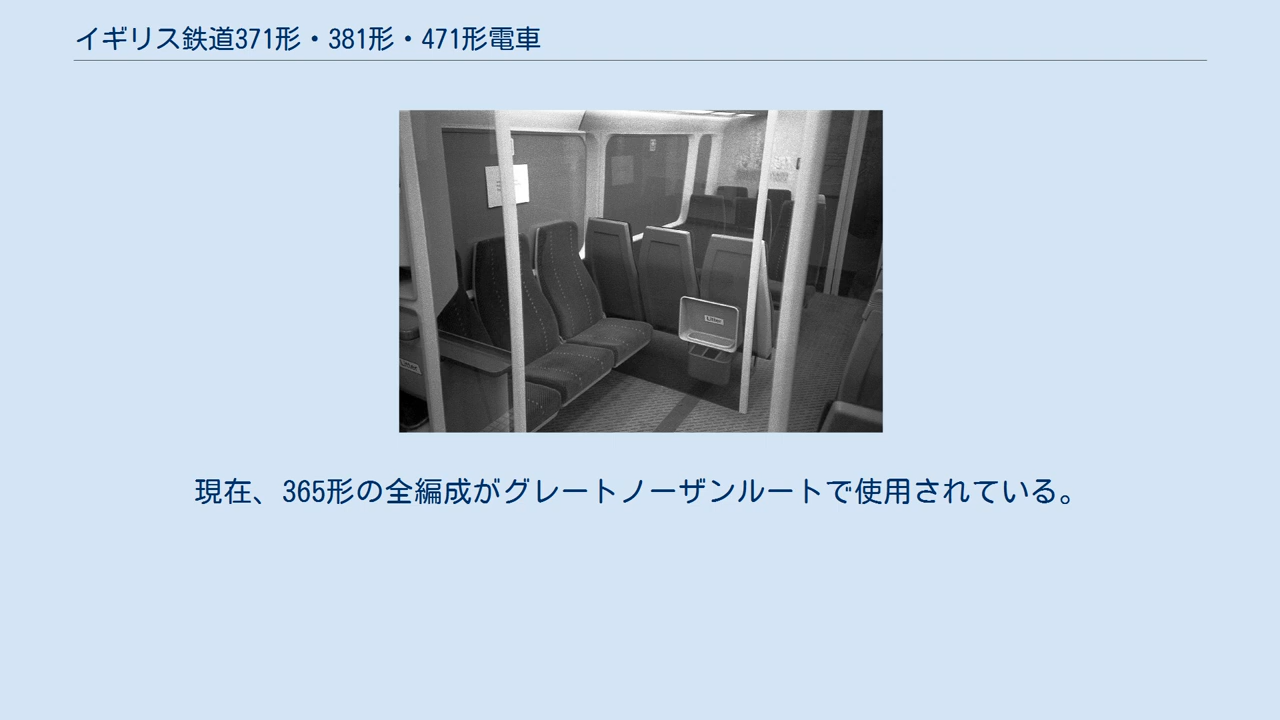 イギリス鉄道371形・381形・471形電車
現在、365形の全編成がグレートノーザンルートで使用されている。